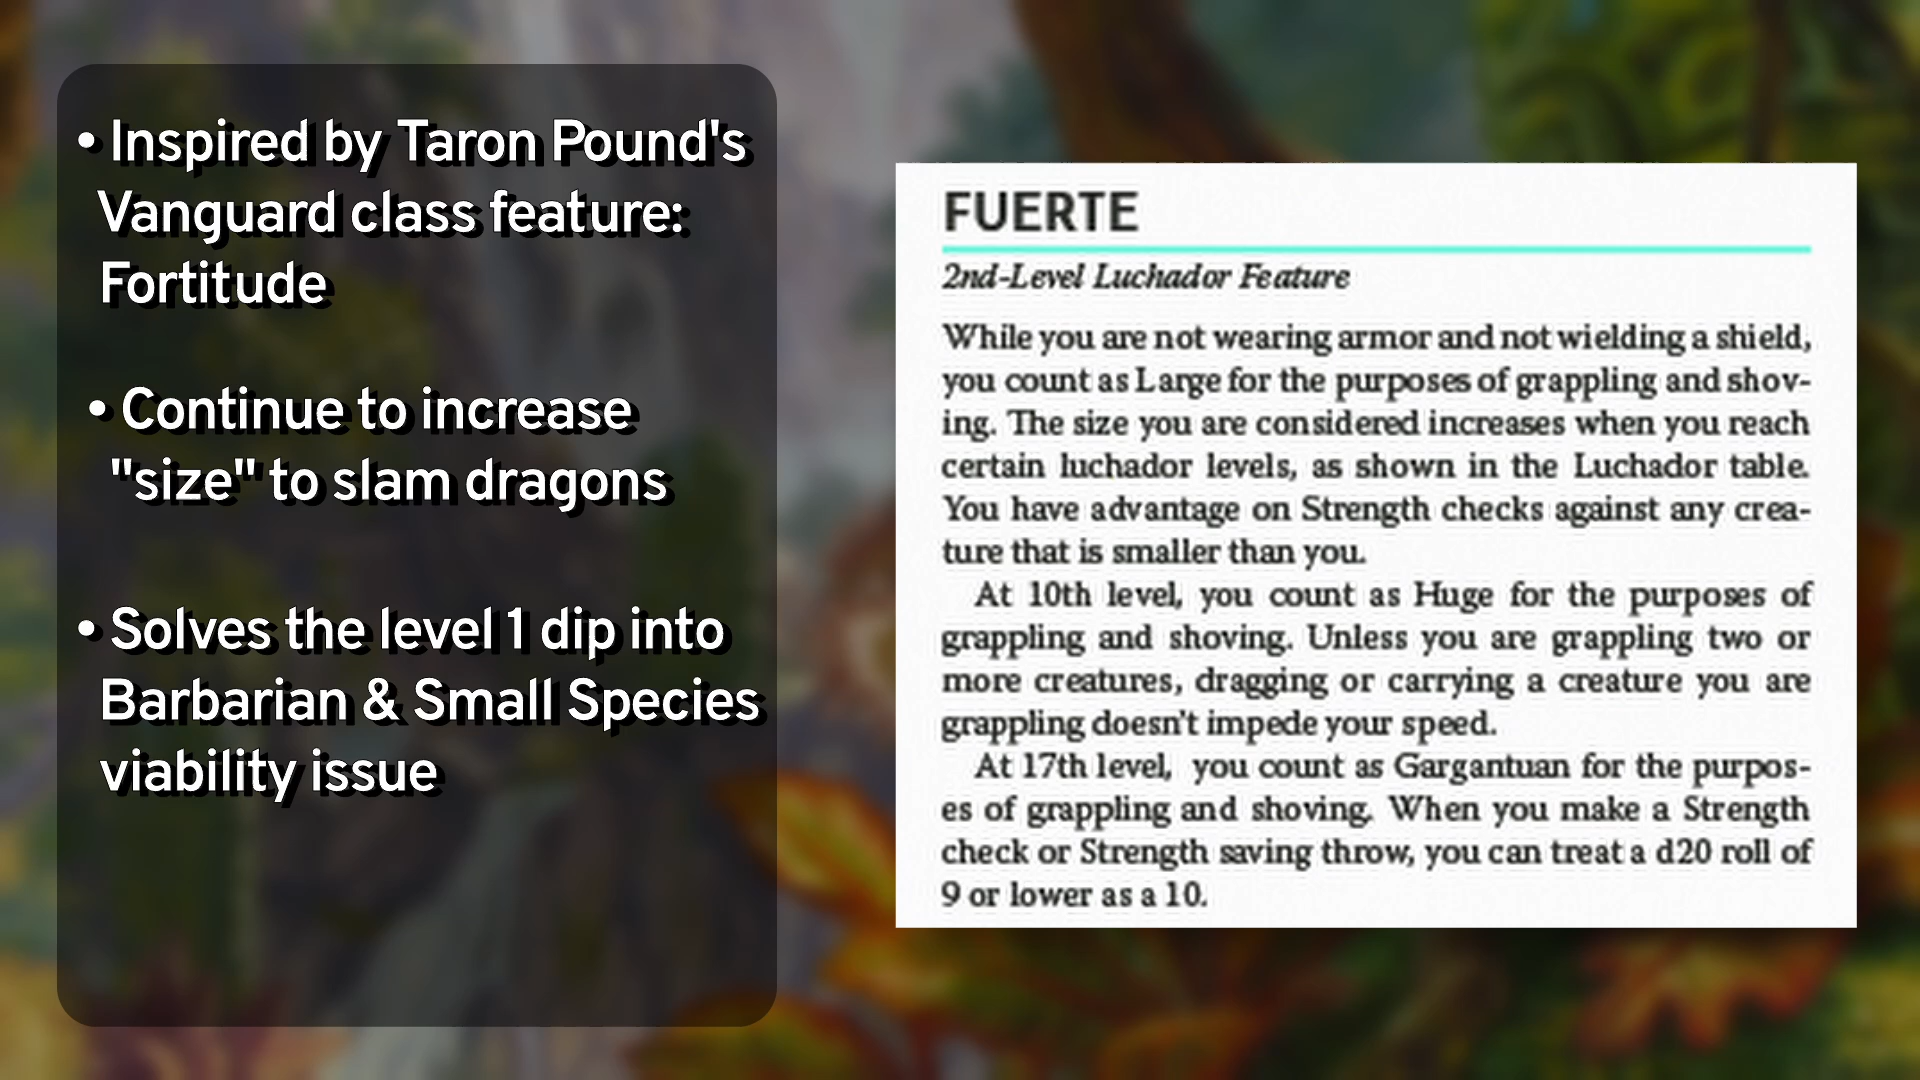 • Inspired by Taron Pound's
Vanguard class feature:
Fortitude
• Continue to increase
"size" to slam dragons
• Solves the level 1 dip into
Barbarian & Small Species
viability issue
FUERTE
2nd-Level Luchador Feature
While you are not wearing armor and not wielding a shield,
you count as Large for the purposes of grappling and shov-
ing. The size you are considered increases when you reach
certain luchador levels, as shown in the Luchador table.
You have advantage on Strength checks against any crea-
ture that is smaller than you.
At 10th level, you count as Huge for the purposes of
grappling and shoving. Unless you are grappling two or
more creatures, dragging or carrying a creature you are
grappling doesn't impede your speed.
At 17th level, you count as Gargantuan for the purpos-
es of grappling and shoving. When you make a Strength
check or Strength saving throw, you can treat a d20 roll of
9 or lower as a 10.